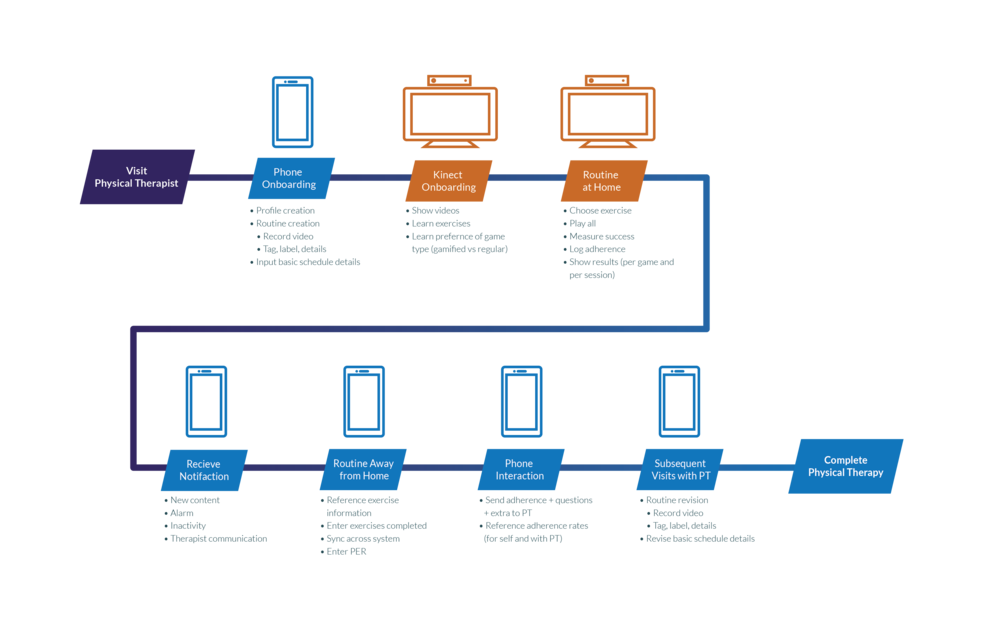 Visit
Physical Therapist
Phone
Onboarding
• Profile creation
• Routine creation
• Record video
• Tag, label, details
• Input basic schedule details
Kinect
Onboarding
• Show videos
• Learn exercises
• Learn prefernce of game
type (gamified vs regular)
Routine
at Home
• Choose exercise
• Play all
• Measure success
• Log adherence
• Show results (per game and
per session)
Recieve
Notifaction
• New content
• Alarm
• Inactivity
• Therapist communication
Routine Away
from Home
• Reference exercise
information
• Enter exercises completed
• Sync across system
• Enter PER
Phone
Interaction
• Send adherence + questions
+ extra to PT
• Reference adherence rates
(for self and with PT)
Subsequent
Visits with PT
• Routine revision
• Record video
• Tag, label, details
• Revise basic schedule details
Complete
Physical Therapy